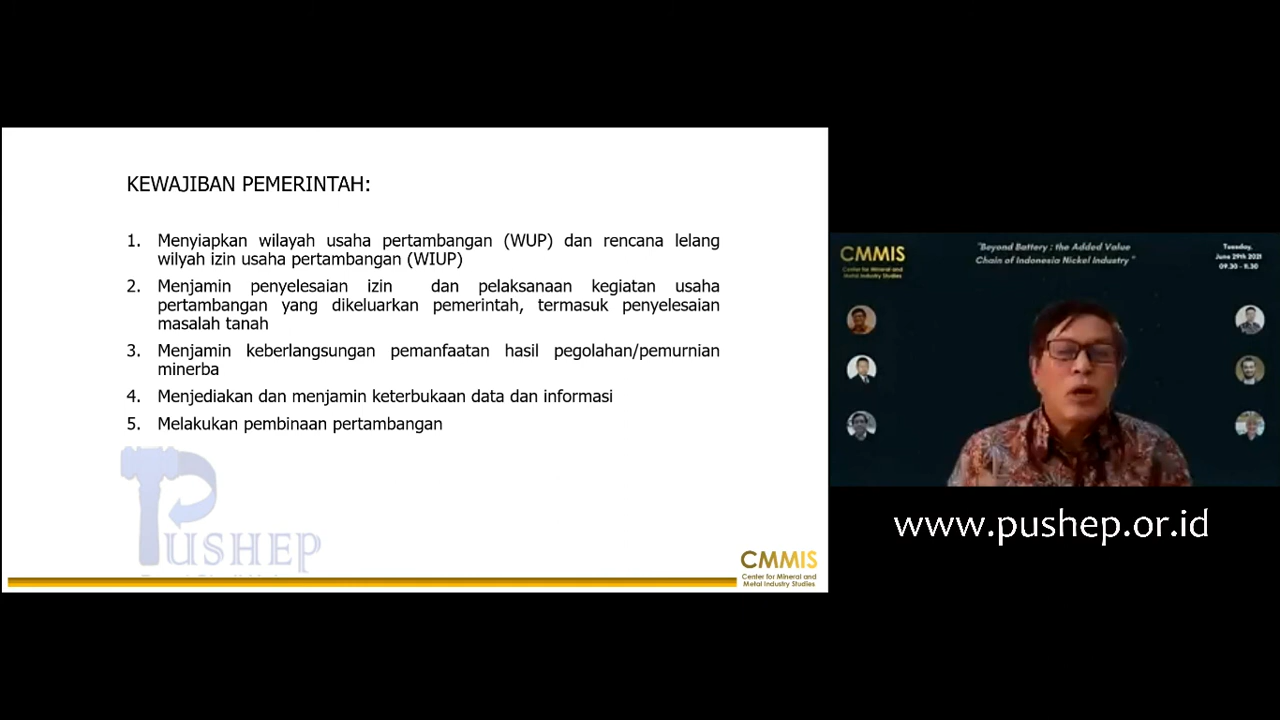 KEWAJIBAN PEMERINTAH:
1. Menyiapkan wilayah usaha pertambangan (WUP) dan rencana lelang
wilyah izin usaha pertambangan (WIUP)
2. Menjamin penyelesaian izin dan pelaksanaan kegiatan usaha
pertambangan yang dikeluarkan pemerintah, termasuk penyelesaian
masalah tanah
3. Menjamin keberlangsungan pemanfaatan hasil pegolahan/pemurnian
minerba
4. Menjediakan dan menjamin keterbukaan data dan informasi
5. Melakukan pembinaan pertambangan
PUSHEP
CMMIS
Center for Mineral and
Metal Industry Studies
CMMIS
Center for Mineral and
Metal Industry Studies
"Beyond Battery : the Added Value
Chain of Indonesia Nickel Industry "
Tuesday,
June 29th 2021
09.30 - 11.30
www.pushep.or.id